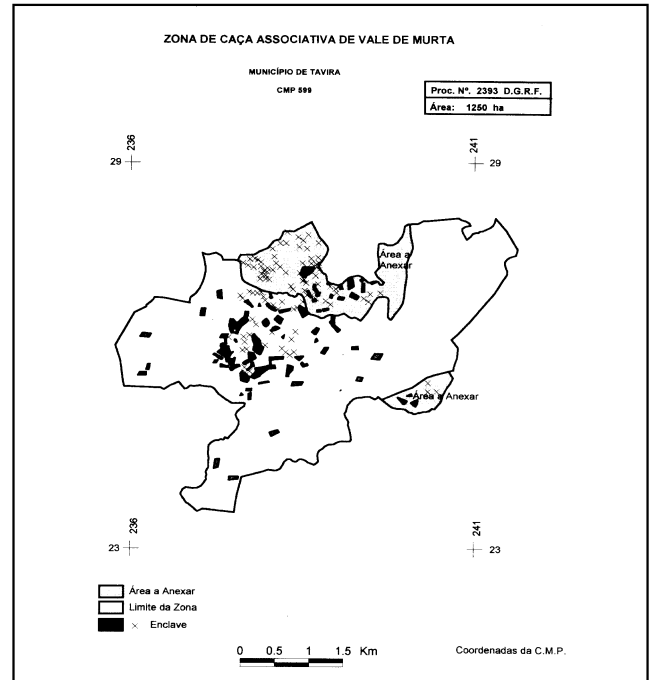 ZONA DE CAÇA ASSOCIATIVA DE VALE DE MURTA
MUNICÍPIO DE TAVIRA
CMP 599
Proc. Nº. 2393 D.G.R.F.
Área: 1250 ha
236
29
241
29
Área a
Anexar
Área a Anexar
236
23
241
23
Área a Anexar
Limite da Zona
Enclave
0 0.5 1 1.5 Km
Coordenadas da C.M.P.